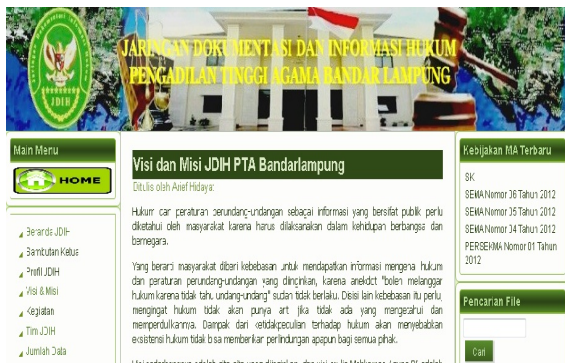 JARINGAN DOKUMENTASI DAN INFORMASI HUKUM
PENGADILAN TINGGI AGAMA BANDAR LAMPUNG
JDIH
Main Menu
HOME
Beranda JDIH
Sambutan Ketua
Profil JDIH
Visi & Misi
Kegiatan
Tim JDIH
Jumlah Data
Visi dan Misi JDIH PTA Bandarlampung
Ditulis oleh Arief Hidayat
Hukum dan peraturan perundang-undangan sebagai informasi yang bersifat publik perlu
diketahui oleh masyarakat karena harus dilaksanakan dalam kehidupan berbangsa dan
bernegara.
Yang berarti masyarakat diberi kebebasan untuk mendapatkan informasi mengenai hukum
dan peraturan perundang-undangan yang diinginkan, karena anekdot "boleh melanggar
hukum karena tidak tahu undang-undang" sudah tidak berlaku. Disisi lain kebebasan itu perlu
mengingat hukum tidak akan punya arti jika tidak ada yang mengetahui dan
memperdulikannya. Dampak dari ketidakpeculian terhadap hukum akan menyebabkan
eksistensi hukum tidak bisa memberikan perlindungan apapun bagi semua pihak.
Kebijakan MA Terbaru
SK
SEMA Nomor 06 Tahun 2012
SEMA Nomor 05 Tahun 2012
SEMA Nomor 04 Tahun 2012
PERSEKMA Nomor 01 Tahun
2012
Pencarian File
Cari